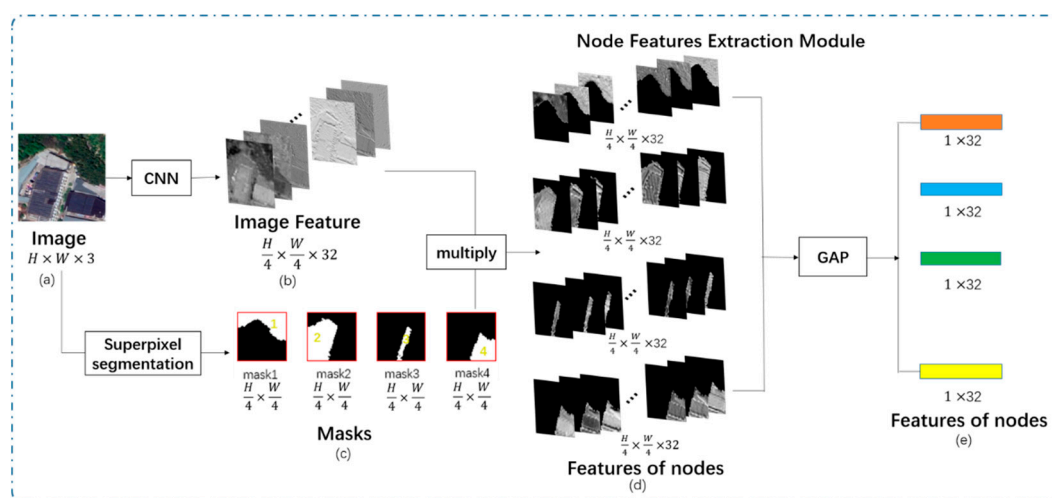 Node Features Extraction Module
Image
H × W × 3
(a)
CNN
Image Feature
H/4 × W/4 × 32
(b)
Superpixel
segmentation
1
mask1
H/4 × W/4
2
mask2
H/4 × W/4
3
mask3
H/4 × W/4
4
mask4
H/4 × W/4
Masks
(c)
multiply
H/4 × W/4 × 32
H/4 × W/4 × 32
H/4 × W/4 × 32
H/4 × W/4 × 32
Features of nodes
(d)
GAP
1 ×32
1 ×32
1 ×32
1 ×32
Features of nodes
(e)